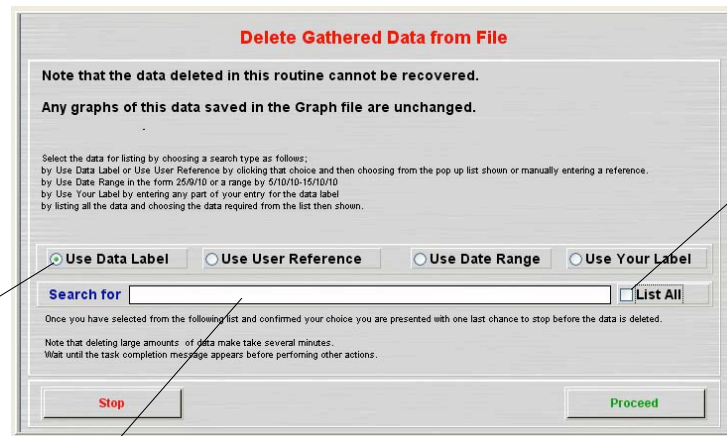 Delete Gathered Data from File
Note that the data deleted in this routine cannot be recovered.
Any graphs of this data saved in the Graph file are unchanged.
Select the data for listing by choosing a search type as follows;
by Use Data Label or Use User Reference by clicking that choice and then choosing from the pop up list shown or manually entering a reference.
by Use Date Range in the form 25/9/10 or a range by 5/10/10-15/10/10
by Use Your Label by entering any part of your entry for the data label
by listing all the data and choosing the data required from the list then shown.
Use Data Label Use User Reference Use Date Range Use Your Label
Search for List All
Once you have selected from the following list and confirmed your choice you are presented with one last chance to stop before the data is deleted.
Note that deleting large amounts of data make take several minutes.
Wait until the task completion message appears before perfoming other actions.
Stop Proceed